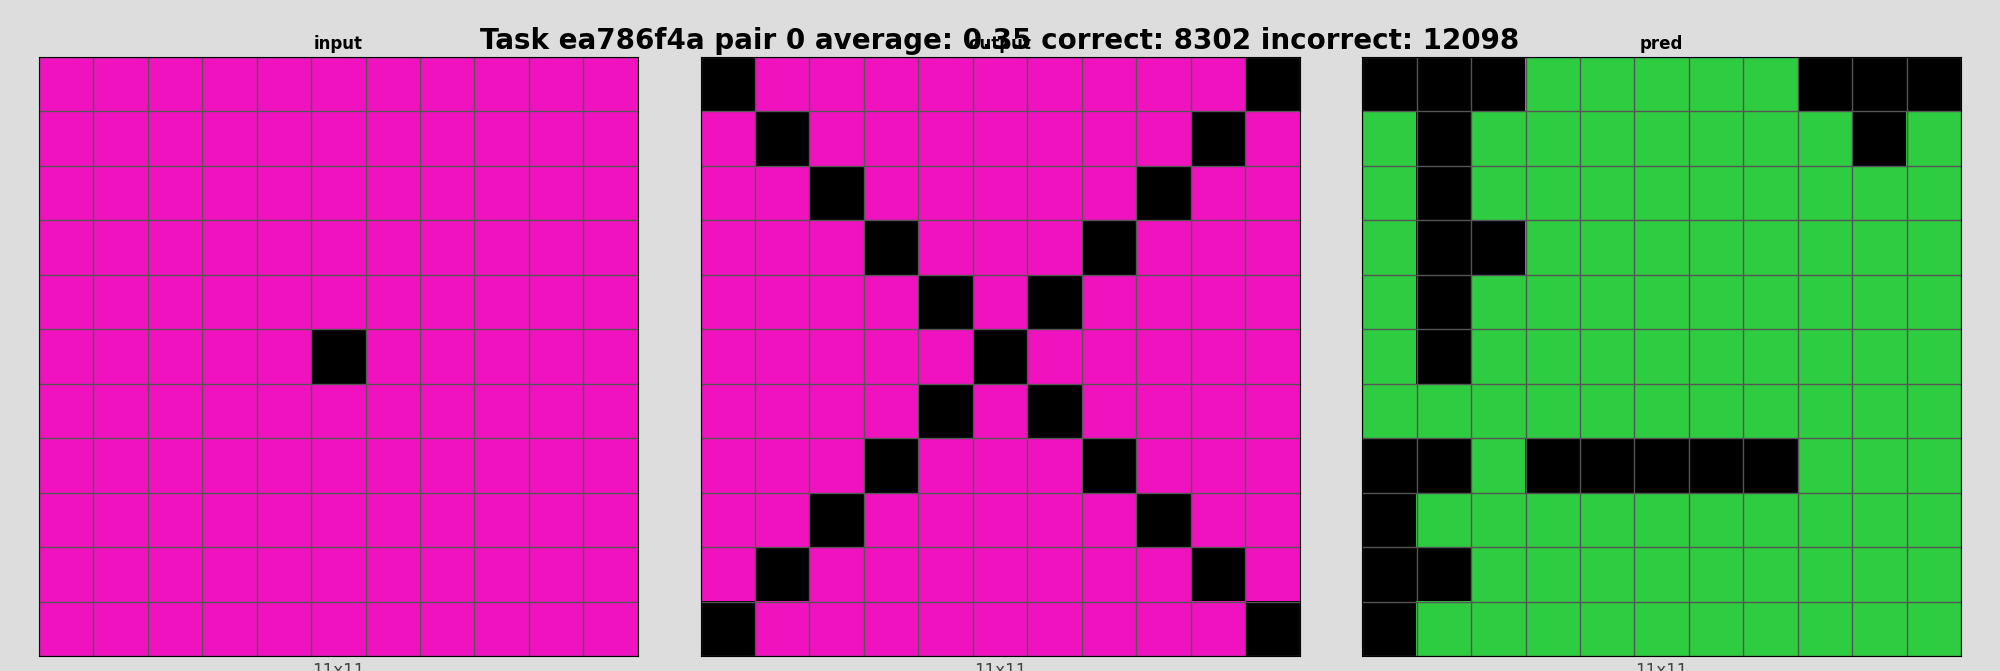 Task ea786f4a pair 0 average: 0.35 correct: 8302 incorrect: 12098
input
output
pred
11x11
11x11
11x11